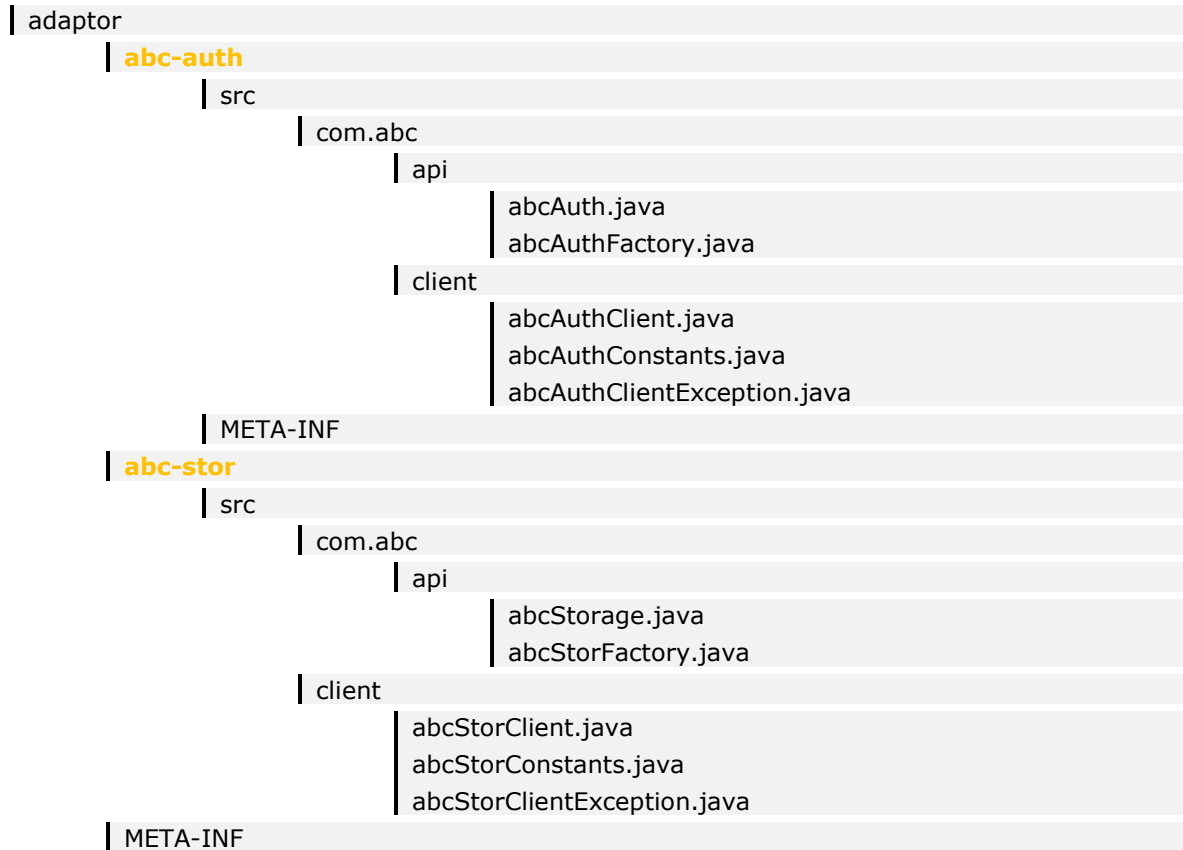 adaptor
abc-auth
src
com.abc
api
abcAuth.java
abcAuthFactory.java
client
abcAuthClient.java
abcAuthConstants.java
abcAuthClientException.java
META-INF
abc-stor
src
com.abc
api
abcStorage.java
abcStorFactory.java
client
abcStorClient.java
abcStorConstants.java
abcStorClientException.java
META-INF